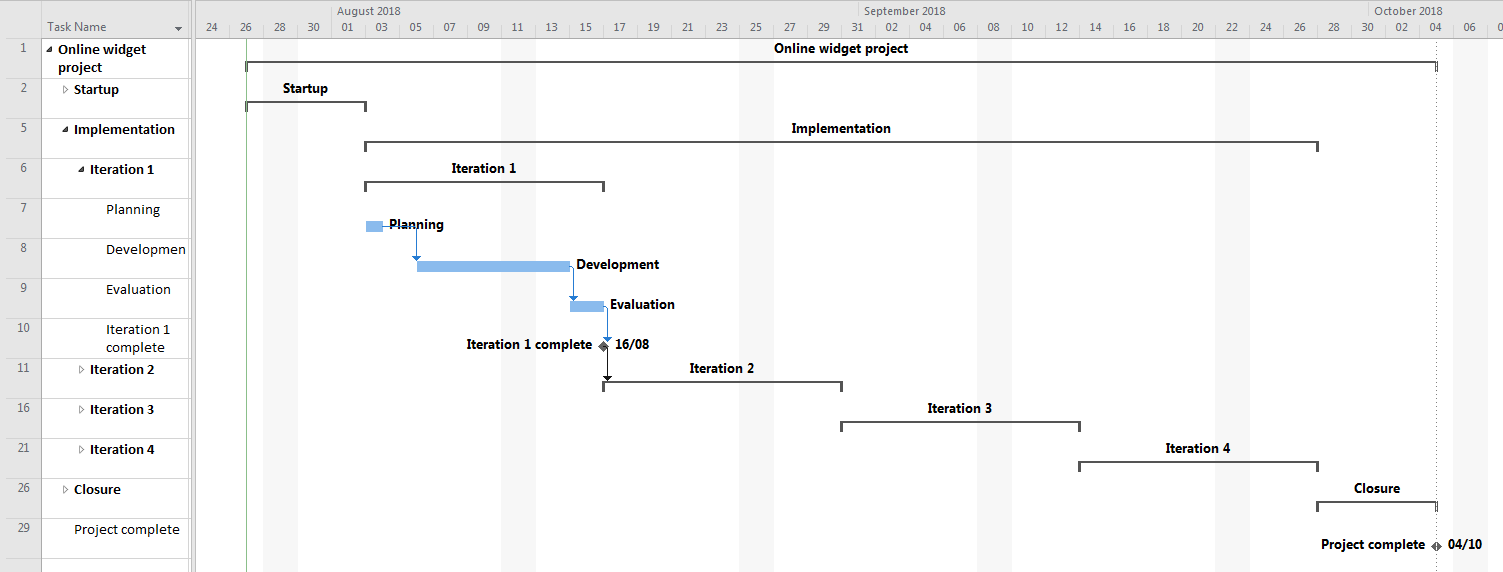 August 2018 September 2018 October 2018
Task Name 24 26 28 30 01 03 05 07 09 11 13 15 17 19 21 23 25 27 29 31 02 04 06 08 10 12 14 16 18 20 22 24 26 28 30 02 04 06 0
1 Online widget Online widget project
project
2 Startup Startup
5 Implementation Implementation
6 Iteration 1 Iteration 1
7 Planning Planning
8 Developmen Development
9 Evaluation Evaluation
10 Iteration 1 Iteration 1 complete 16/08
complete
11 Iteration 2 Iteration 2
16 Iteration 3 Iteration 3
21 Iteration 4 Iteration 4
26 Closure Closure
29 Project complete Project complete 04/10